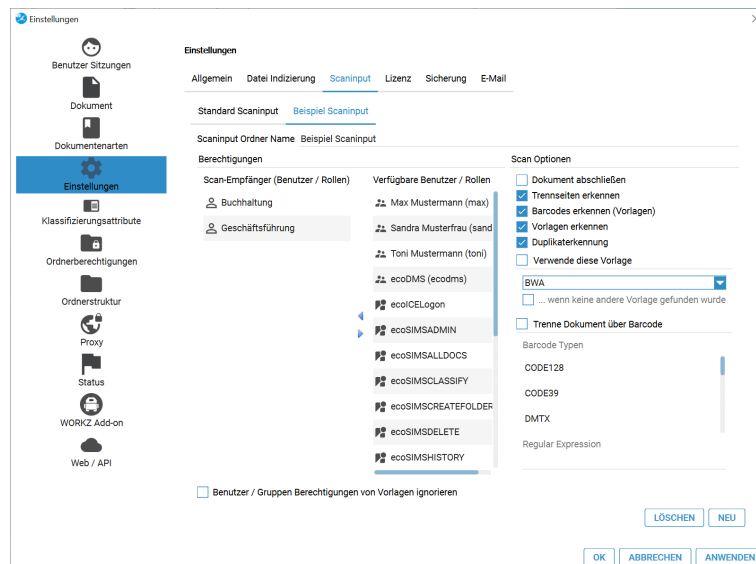 Einstellungen
Benutzer Sitzungen
Dokument
Dokumentenarten
Einstellungen
Klassifizierungsattribute
Ordnerberechtigungen
Ordnerstruktur
Proxy
Status
WORKZ Add-on
Web / API
Einstellungen
Allgemein Datei Indizierung Scaninput Lizenz Sicherung E-Mail
Standard Scaninput Beispiel Scaninput
Scaninput Ordner Name Beispiel Scaninput
Berechtigungen
Scan-Empfänger (Benutzer / Rollen)
Buchhaltung
Geschäftsführung
Verfügbare Benutzer / Rollen
Max Mustermann (max)
Sandra Musterfrau (sand
Toni Mustermann (toni)
ecoDMS (ecodms)
ecoICELogon
ecoSIMSADMIN
ecoSIMSALLDOCS
ecoSIMSCLASSIFY
ecoSIMSCREATEFOLDER
ecoSIMSDELETE
ecoSIMSHISTORY
Benutzer / Gruppen Berechtigungen von Vorlagen ignorieren
Scan Optionen
Dokument abschließen
Trennseiten erkennen
Barcodes erkennen (Vorlagen)
Vorlagen erkennen
Duplikaterkennung
Verwende diese Vorlage
BWA
... wenn keine andere Vorlage gefunden wurde
Trenne Dokument über Barcode
Barcode Typen
CODE128
CODE39
DMTX
Regular Expression
LÖSCHEN NEU
OK ABBRECHEN ANWENDEN